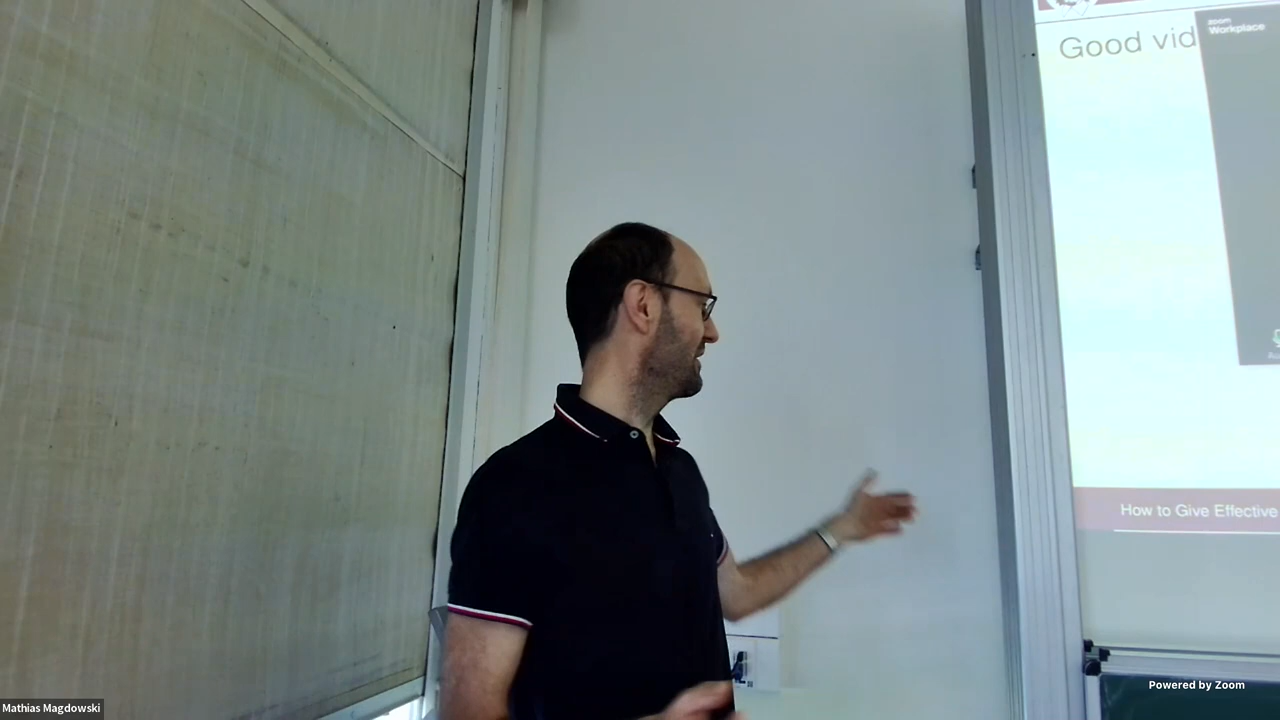 Good vid
zoom
Workplace
How to Give Effective
Powered by Zoom
Mathias Magdowski